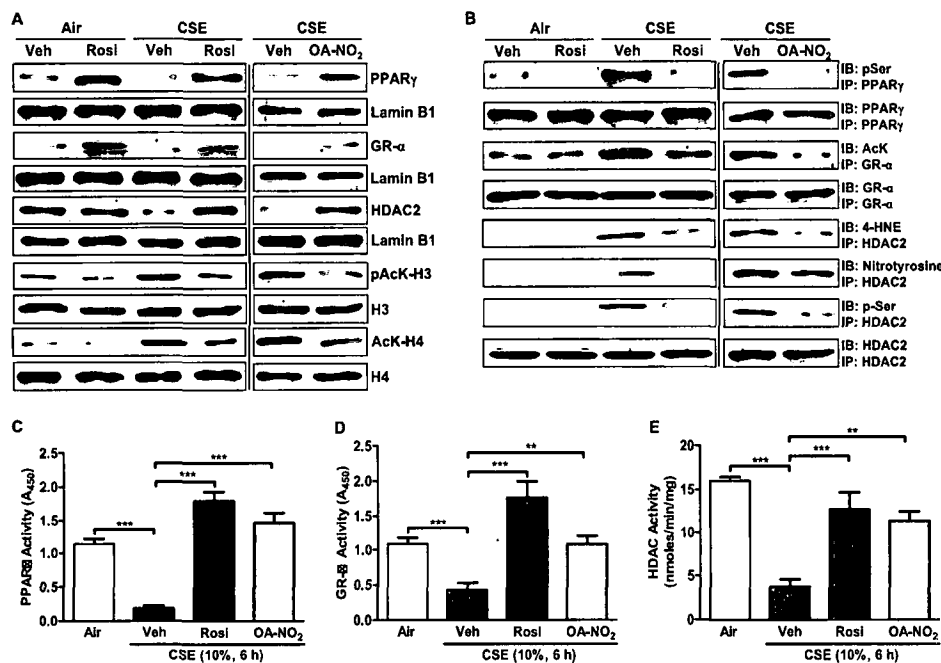 A
Air CSE CSE
Veh Rosi Veh Rosi Veh OA-NO₂
PPARγ
Lamin B1
GR-α
Lamin B1
HDAC2
Lamin B1
pAcK-H3
H3
AcK-H4
H4
B
Air CSE CSE
Veh Rosi Veh Rosi Veh OA-NO₂
IB: pSer
IP: PPARγ
IB: PPARγ
IP: PPARγ
IB: AcK
IP: GR-α
IB: GR-α
IP: GR-α
IB: 4-HNE
IP: HDAC2
IB: Nitrotyrosine
IP: HDAC2
IB: p-Ser
IP: HDAC2
IB: HDAC2
IP: HDAC2
C
PPAR⊠ Activity (A₄₅₀)
2.5
2.0
1.5
1.0
0.5
0.0
***
***
***
Air Veh Rosi OA-NO₂
CSE (10%, 6 h)
D
GR-⊠ Activity (A₄₅₀)
2.5
2.0
1.5
1.0
0.5
0.0
**
***
***
Air Veh Rosi OA-NO₂
CSE (10%, 6 h)
E
HDAC Activity
(nmoles/min/mg)
20
15
10
5
0
**
***
***
Air Veh Rosi OA-NO₂
CSE (10%, 6 h)